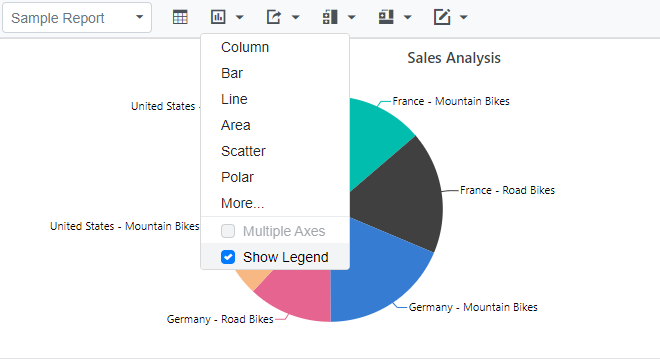 Sample Report
Sales Analysis
Column
Bar
Line
Area
Scatter
Polar
More...
Multiple Axes
Show Legend
United States -
France - Mountain Bikes
France - Road Bikes
United States - Mountain Bikes
Germany - Mountain Bikes
Germany - Road Bikes